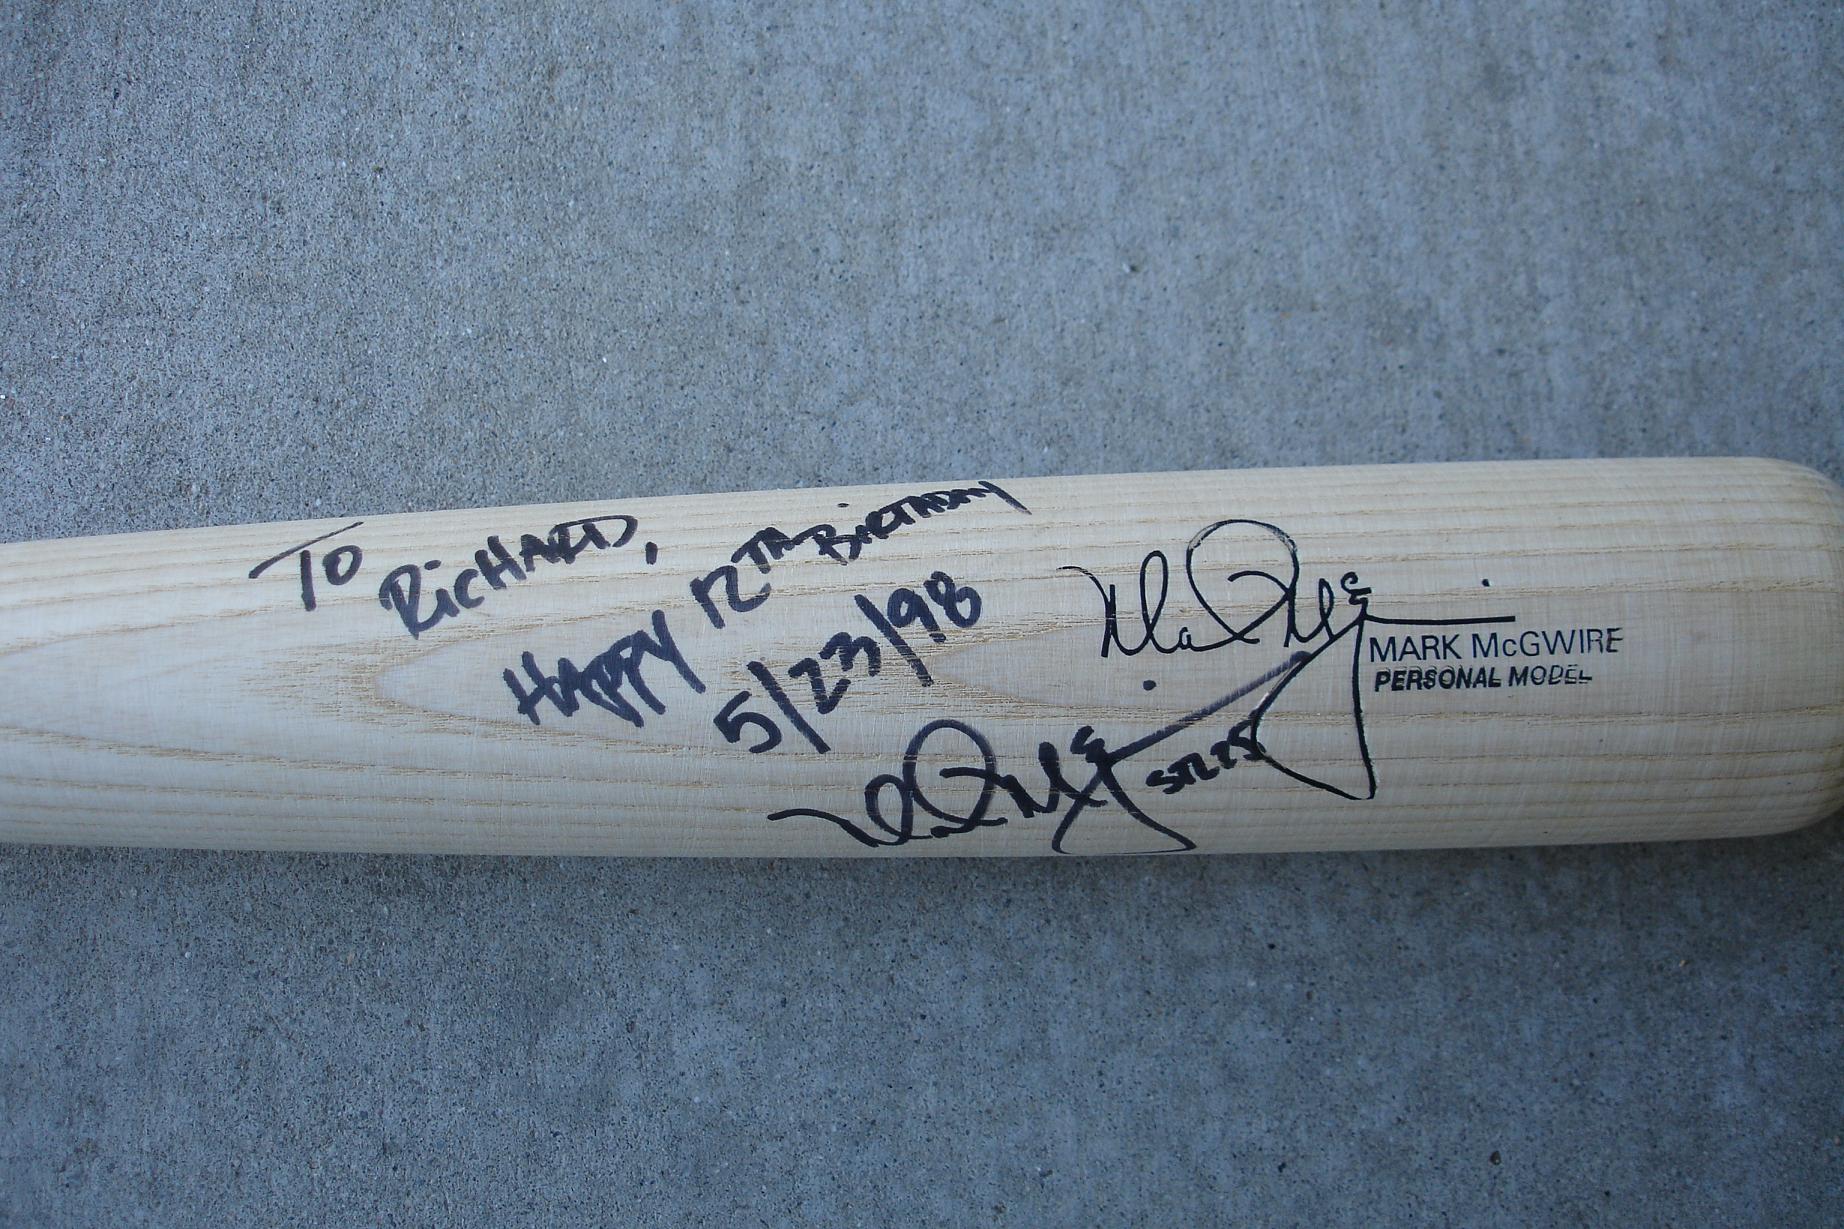 To
Richard,
Happy 12th Birthday
5/23/98
MARK McGWIRE
PERSONAL MODEL